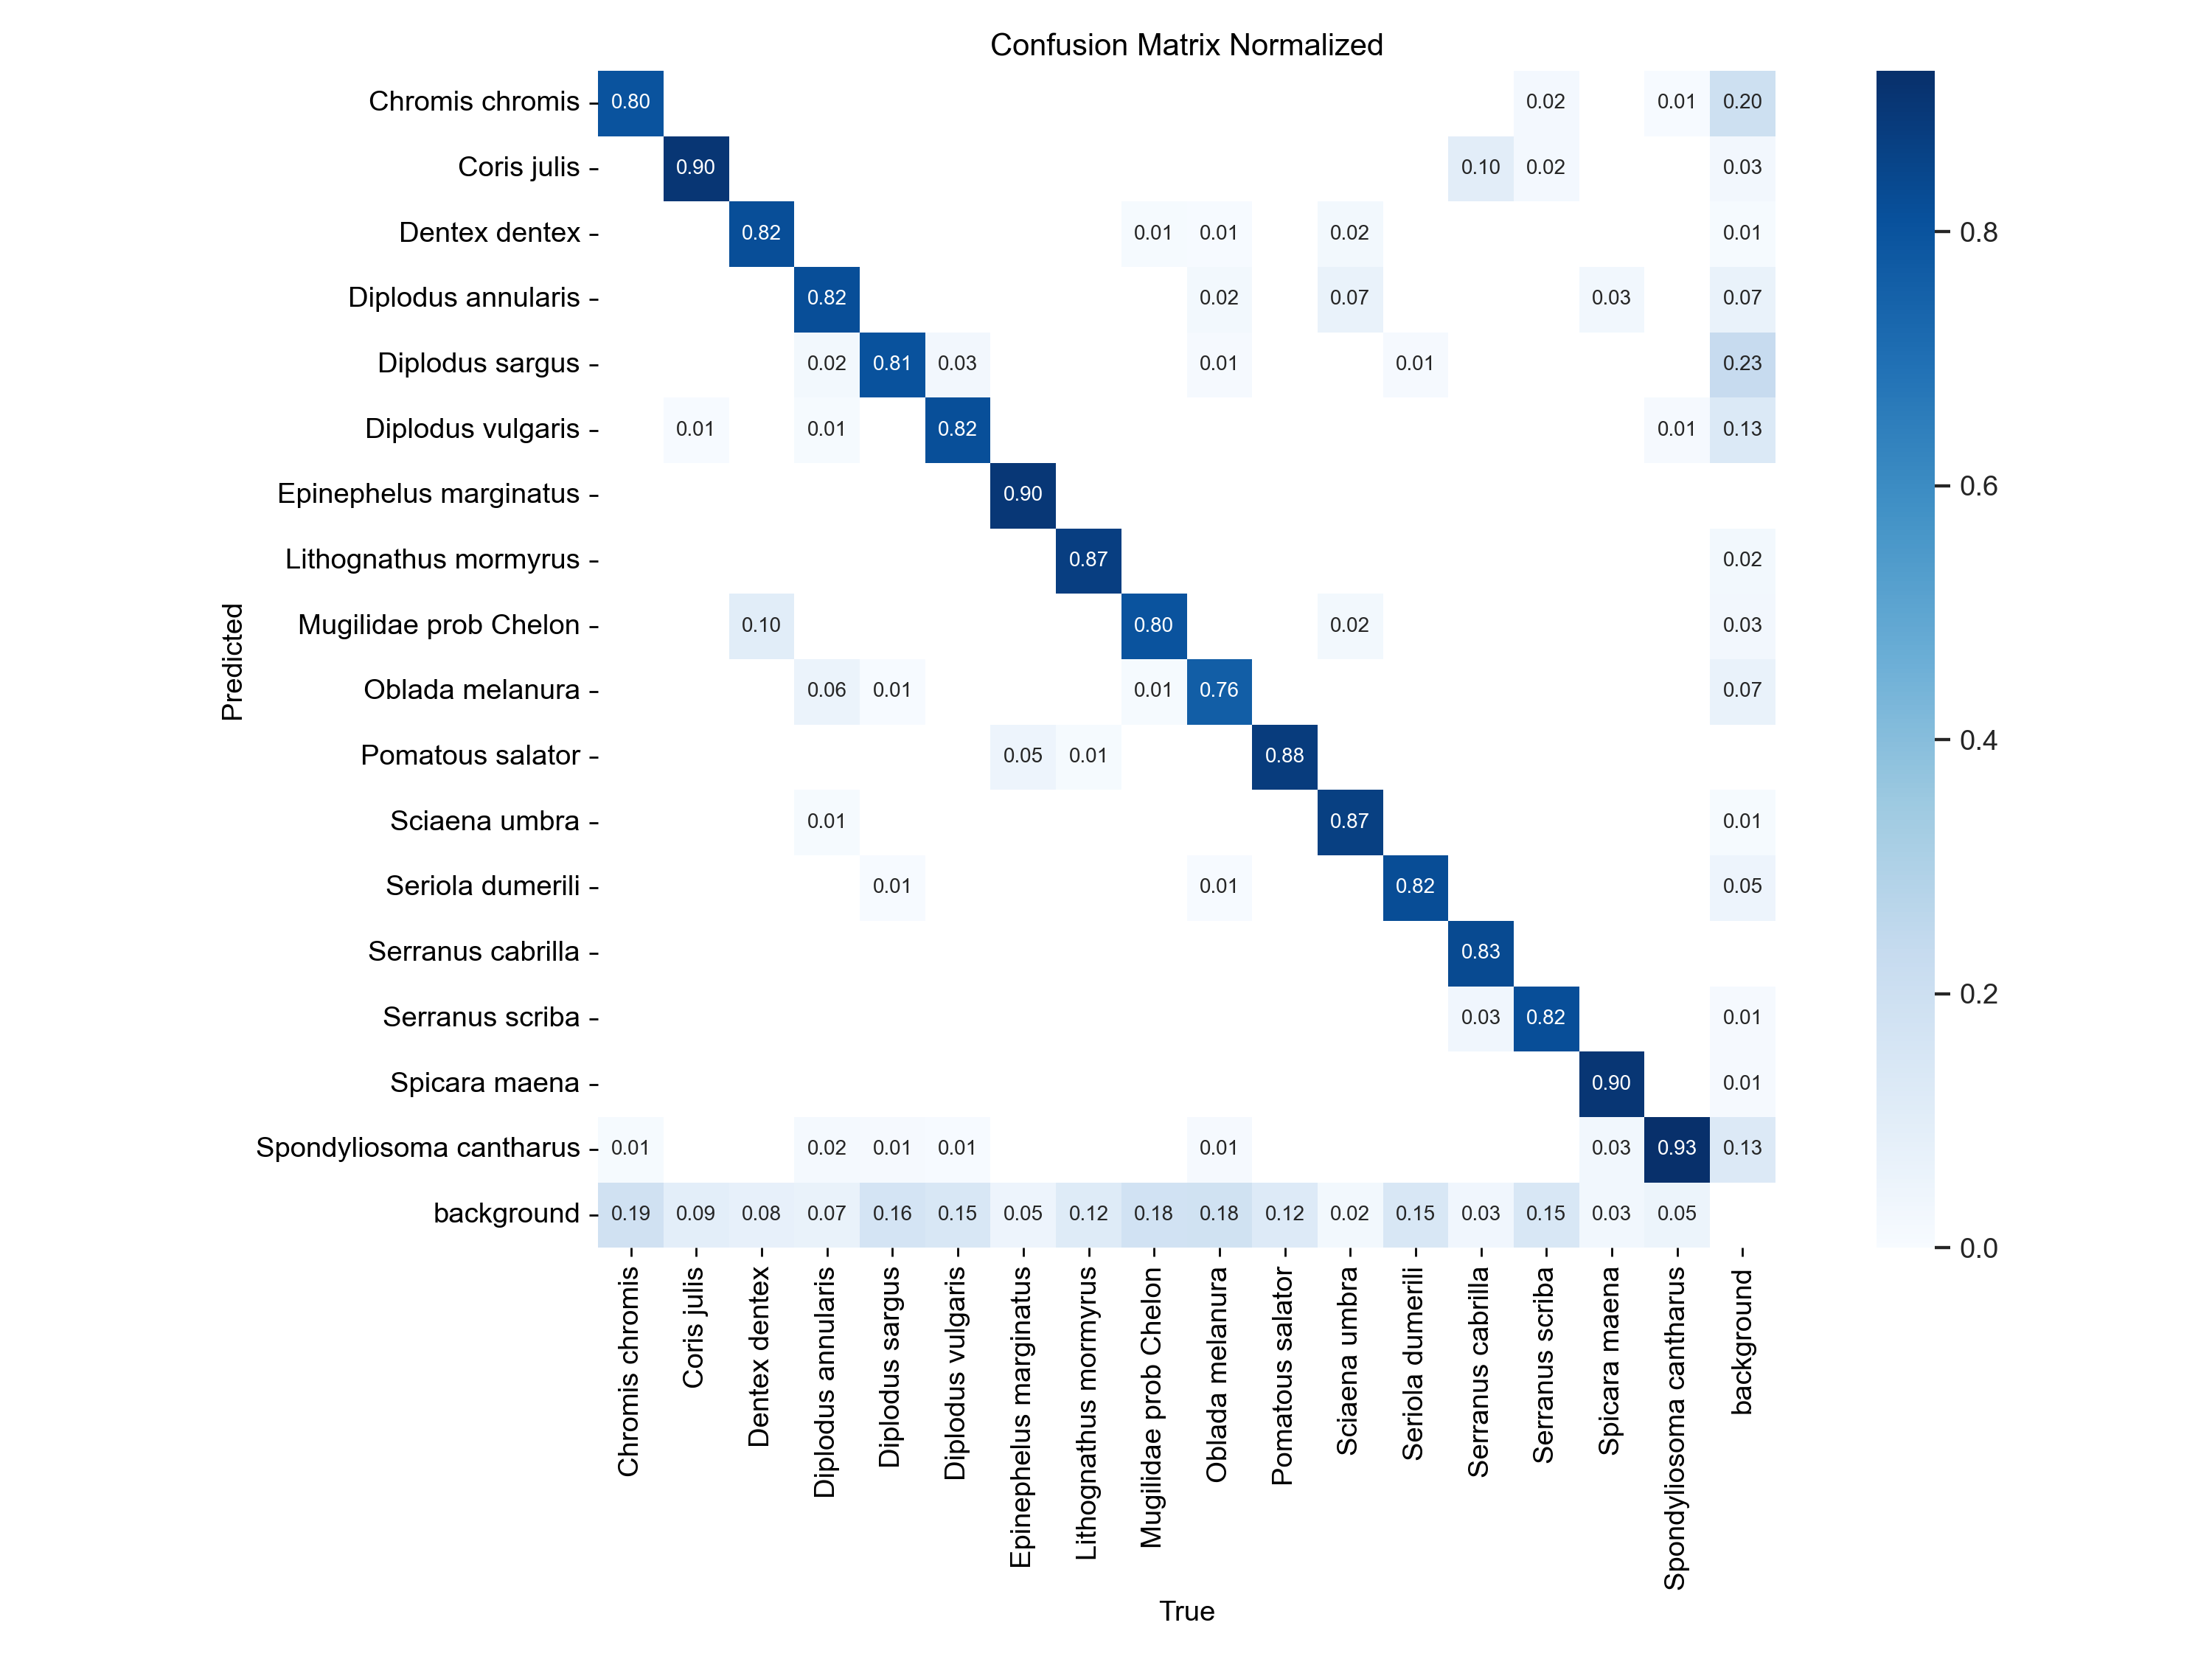 Confusion Matrix Normalized
Chromis chromis 0.80 0.02 0.01 0.20
Coris julis 0.90 0.10 0.02 0.03
Dentex dentex 0.82 0.01 0.01 0.02 0.01
Diplodus annularis 0.82 0.02 0.07 0.03 0.07
Diplodus sargus 0.02 0.81 0.03 0.01 0.01 0.23
Diplodus vulgaris 0.01 0.01 0.82 0.01 0.13
Epinephelus marginatus 0.90
Lithognathus mormyrus 0.87 0.02
Mugilidae prob Chelon 0.10 0.80 0.02 0.03
Oblada melanura 0.06 0.01 0.01 0.76 0.07
Pomatous salator 0.05 0.01 0.88
Sciaena umbra 0.01 0.87 0.01
Seriola dumerili 0.01 0.01 0.82 0.05
Serranus cabrilla 0.83
Serranus scriba 0.03 0.82 0.01
Spicara maena 0.90 0.01
Spondyliosoma cantharus 0.01 0.02 0.01 0.01 0.01 0.03 0.93 0.13
background 0.19 0.09 0.08 0.07 0.16 0.15 0.05 0.12 0.18 0.18 0.12 0.02 0.15 0.03 0.15 0.03 0.05
Predicted
Chromis chromis
Coris julis
Dentex dentex
Diplodus annularis
Diplodus sargus
Diplodus vulgaris
Epinephelus marginatus
Lithognathus mormyrus
Mugilidae prob Chelon
Oblada melanura
Pomatous salator
Sciaena umbra
Seriola dumerili
Serranus cabrilla
Serranus scriba
Spicara maena
Spondyliosoma cantharus
background
True
0.8
0.6
0.4
0.2
0.0